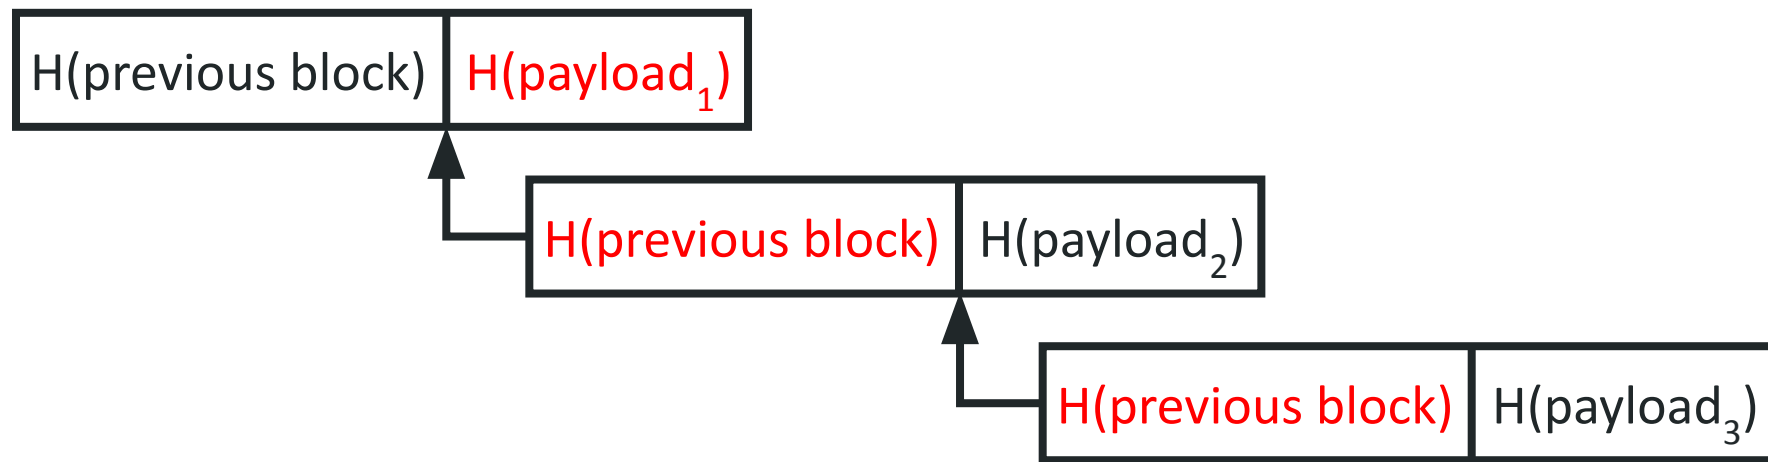 H(previous block) H(payload₁)
H(previous block) H(payload₂)
H(previous block) H(payload₃)